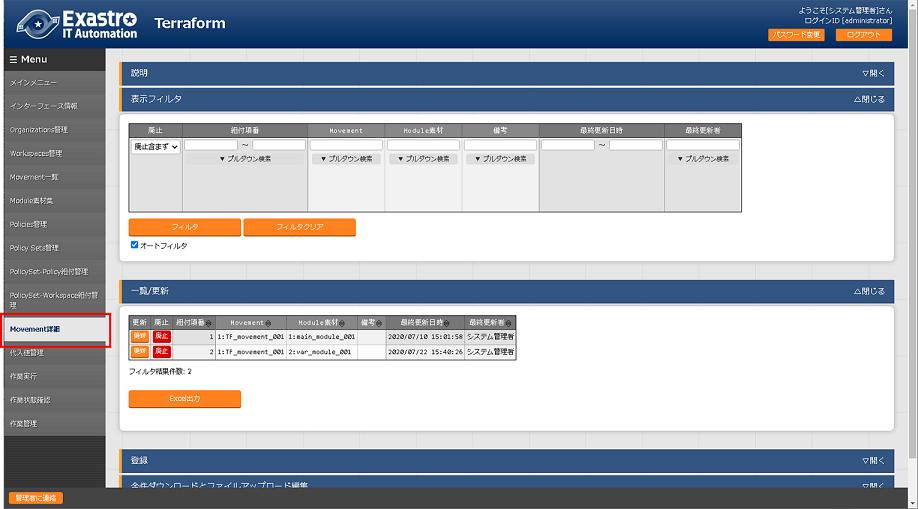 Exastro
IT Automation
Terraform
ようこそ[システム管理者]さん
ログインID [administrator]
パスワード変更
ログアウト
☰ Menu
メインメニュー
インターフェース情報
Organizations管理
Workspaces管理
Movement一覧
Module素材集
Policies管理
Policy Sets管理
PolicySet-Policy紐付管理
PolicySet-Workspace紐付管理
Movement詳細
代入値管理
作業実行
作業状態確認
作業管理
管理者に連絡
説明
▽開く
表示フィルタ
△閉じる
廃止 紐付項番 Movement Module素材 備考 最終更新日時 最終更新者
廃止含まず ～ ～
▼ プルダウン検索 ▼ プルダウン検索 ▼ プルダウン検索 ▼ プルダウン検索 ▼ プルダウン検索
フィルタ
フィルタクリア
オートフィルタ
一覧/更新
△閉じる
更新 廃止 紐付項番 Movement Module素材 備考 最終更新日時 最終更新者
更新 廃止 1 1:TF_movement_001 1:main_module_001 2020/07/10 15:01:58 システム管理者
更新 廃止 2 1:TF_movement_001 2:var_module_001 2020/07/22 15:40:26 システム管理者
フィルタ結果件数: 2
Excel出力
登録
▽開く
全件ダウンロードとファイルアップロード編集
▽開く